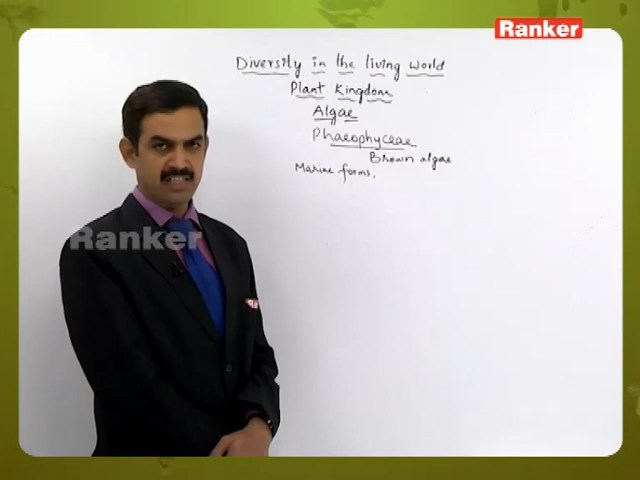 Ranker
Diversity in the living world
Plant Kingdom
Algae
Phaeophyceae
Brown algae
Marine forms.
Ranker